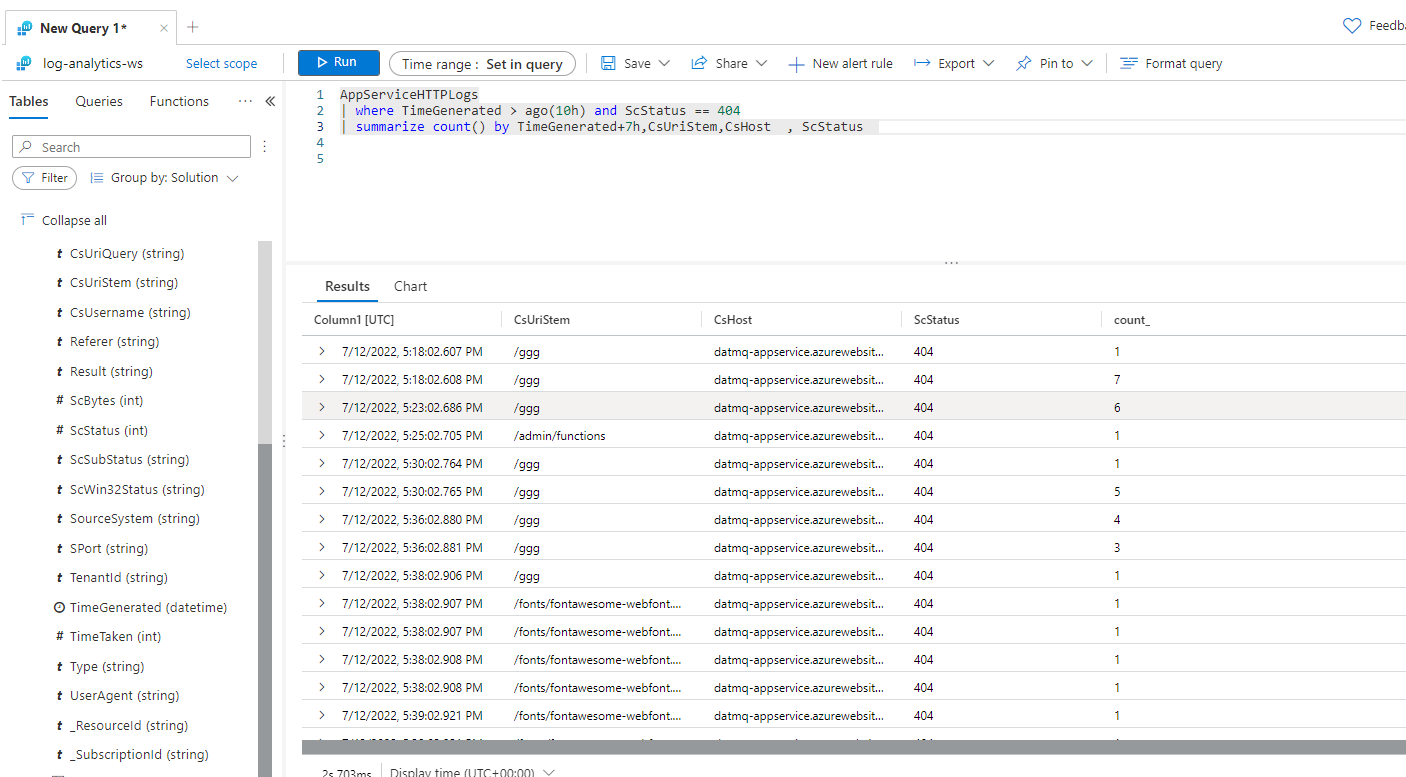 New Query 1*
Feedba
log-analytics-ws Select scope Run Time range : Set in query Save Share New alert rule Export Pin to Format query
Tables Queries Functions ... «
Search
Filter Group by: Solution
Collapse all
t CsUriQuery (string)
t CsUriStem (string)
t CsUsername (string)
t Referer (string)
t Result (string)
# ScBytes (int)
# ScStatus (int)
t ScSubStatus (string)
t ScWin32Status (string)
t SourceSystem (string)
t SPort (string)
t TenantId (string)
TimeGenerated (datetime)
# TimeTaken (int)
t Type (string)
t UserAgent (string)
t _ResourceId (string)
t _SubscriptionId (string)
1 AppServiceHTTPLogs
2 | where TimeGenerated > ago(10h) and ScStatus == 404
3 | summarize count() by TimeGenerated+7h,CsUriStem,CsHost  , ScStatus
4
5
Results Chart
Column1 [UTC] CsUriStem CsHost ScStatus count_
7/12/2022, 5:18:02.607 PM /ggg datmq-appservice.azurewebsit... 404 1
7/12/2022, 5:18:02.608 PM /ggg datmq-appservice.azurewebsit... 404 7
7/12/2022, 5:23:02.686 PM /ggg datmq-appservice.azurewebsit... 404 6
7/12/2022, 5:25:02.705 PM /admin/functions datmq-appservice.azurewebsit... 404 1
7/12/2022, 5:30:02.764 PM /ggg datmq-appservice.azurewebsit... 404 1
7/12/2022, 5:30:02.765 PM /ggg datmq-appservice.azurewebsit... 404 5
7/12/2022, 5:36:02.880 PM /ggg datmq-appservice.azurewebsit... 404 4
7/12/2022, 5:36:02.881 PM /ggg datmq-appservice.azurewebsit... 404 3
7/12/2022, 5:38:02.906 PM /ggg datmq-appservice.azurewebsit... 404 1
7/12/2022, 5:38:02.907 PM /fonts/fontawesome-webfont.... datmq-appservice.azurewebsit... 404 1
7/12/2022, 5:38:02.907 PM /fonts/fontawesome-webfont.... datmq-appservice.azurewebsit... 404 1
7/12/2022, 5:38:02.908 PM /fonts/fontawesome-webfont.... datmq-appservice.azurewebsit... 404 1
7/12/2022, 5:38:02.908 PM /fonts/fontawesome-webfont.... datmq-appservice.azurewebsit... 404 1
7/12/2022, 5:39:02.921 PM /fonts/fontawesome-webfont.... datmq-appservice.azurewebsit... 404 1
2s 703ms Display time (UTC+00:00)